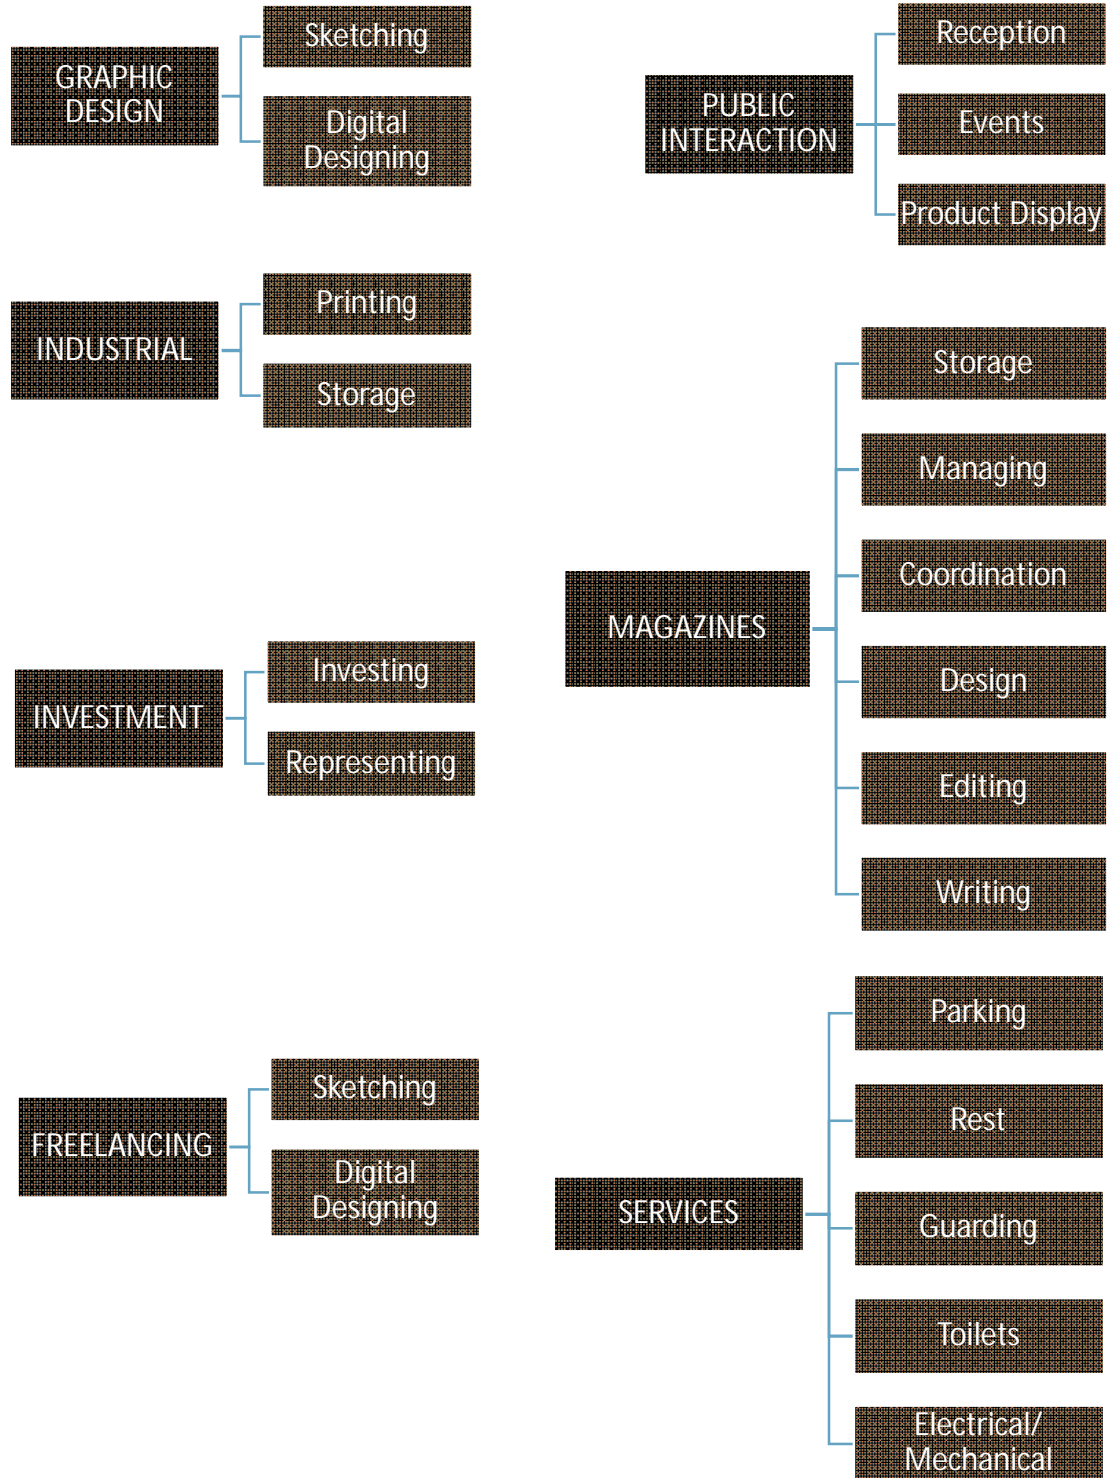 GRAPHIC
DESIGN
Sketching
Digital
Designing
INDUSTRIAL
Printing
Storage
INVESTMENT
Investing
Representing
FREELANCING
Sketching
Digital
Designing
PUBLIC
INTERACTION
Reception
Events
Product Display
MAGAZINES
Storage
Managing
Coordination
Design
Editing
Writing
SERVICES
Parking
Rest
Guarding
Toilets
Electrical/
Mechanical